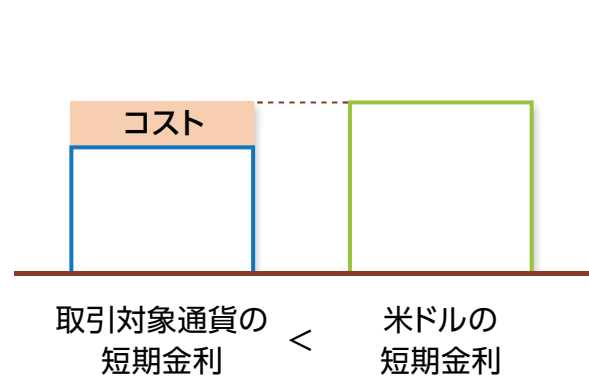 コスト
取引対象通貨の
短期金利
＜
米ドルの
短期金利